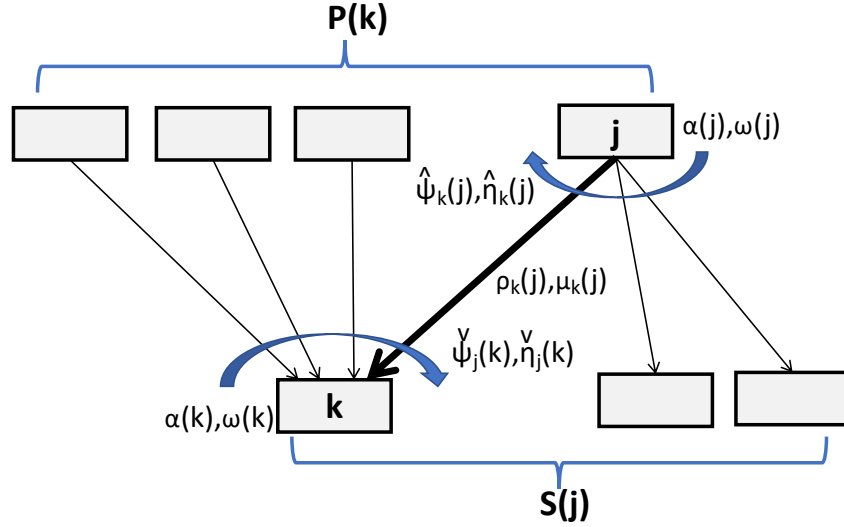 P(k)
j
α(j),ω(j)
ψ̂ₖ(j),η̂ₖ(j)
ρₖ(j),μₖ(j)
ψ̌ⱼ(k),η̌ⱼ(k)
k
α(k),ω(k)
S(j)